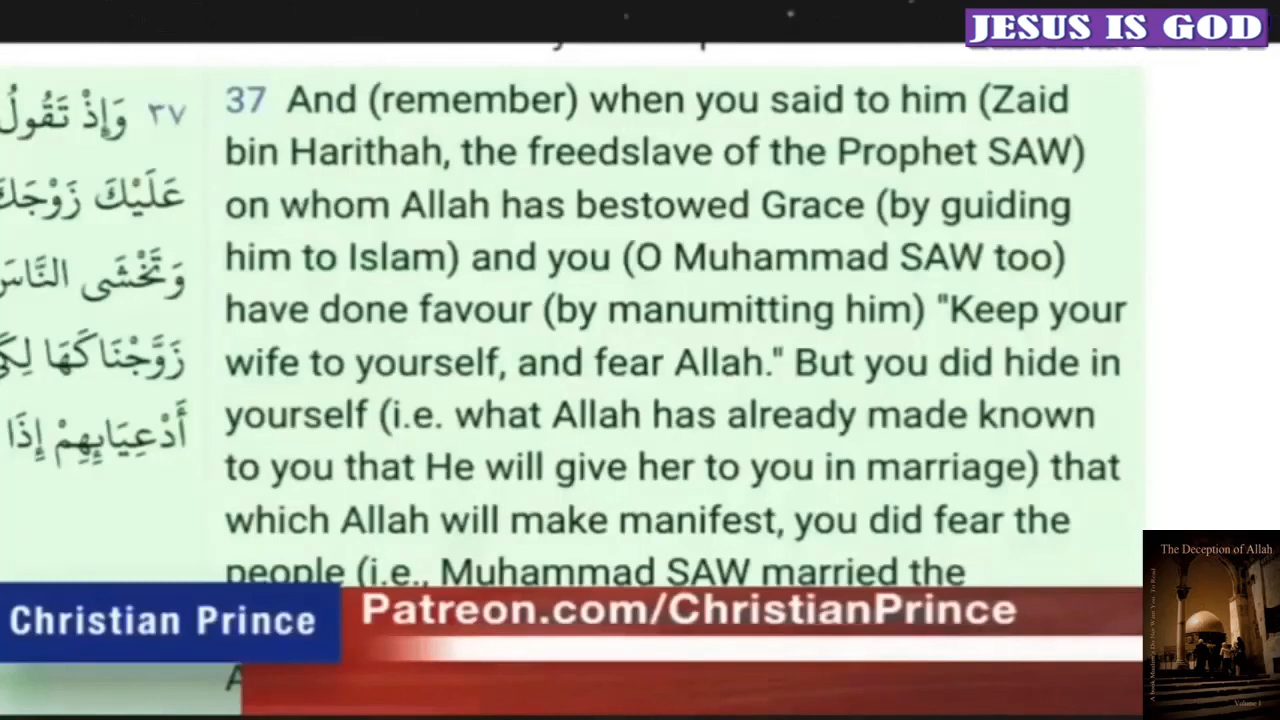 JESUS IS GOD
37 And (remember) when you said to him (Zaid
bin Harithah, the freedslave of the Prophet SAW)
on whom Allah has bestowed Grace (by guiding
him to Islam) and you (O Muhammad SAW too)
have done favour (by manumitting him) "Keep your
wife to yourself, and fear Allah." But you did hide in
yourself (i.e. what Allah has already made known
to you that He will give her to you in marriage) that
which Allah will make manifest, you did fear the
people (i.e., Muhammad SAW married the
٣٧ وَإِذْ تَقُولُ
عَلَيْكَ زَوْجَكَ
وَتَخْشَى النَّاسَ
زَوَّجْنَاكَهَا لِكَيْ
أَدْعِيَايِهِمْ إِذَا
Christian Prince
Patreon.com/ChristianPrince
The Deception of Allah
Volume 1